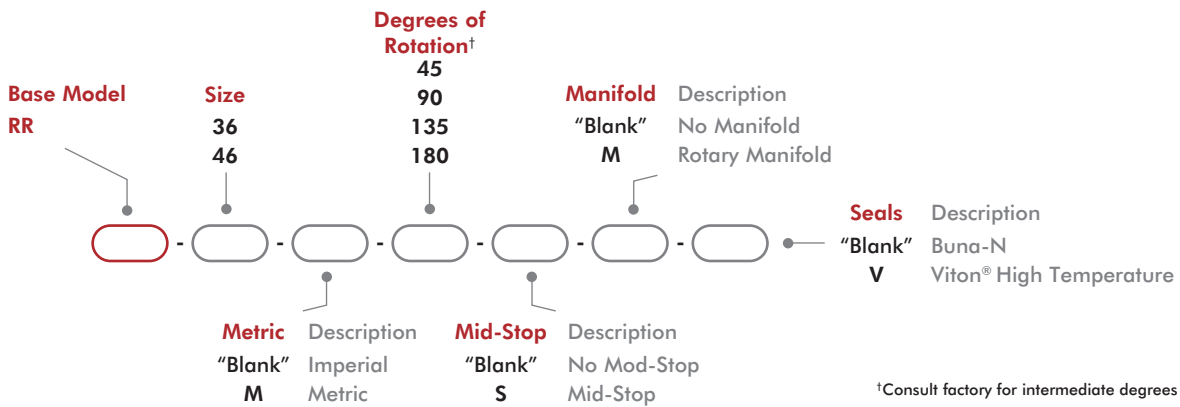 Degrees of
Rotation†
45
90
135
180
Base Model
RR
Size
36
46
Manifold Description
"Blank" No Manifold
M Rotary Manifold
- - - - - -
Seals Description
"Blank" Buna-N
V Viton® High Temperature
Metric Description
"Blank" Imperial
M Metric
Mid-Stop Description
"Blank" No Mod-Stop
S Mid-Stop
†Consult factory for intermediate degrees